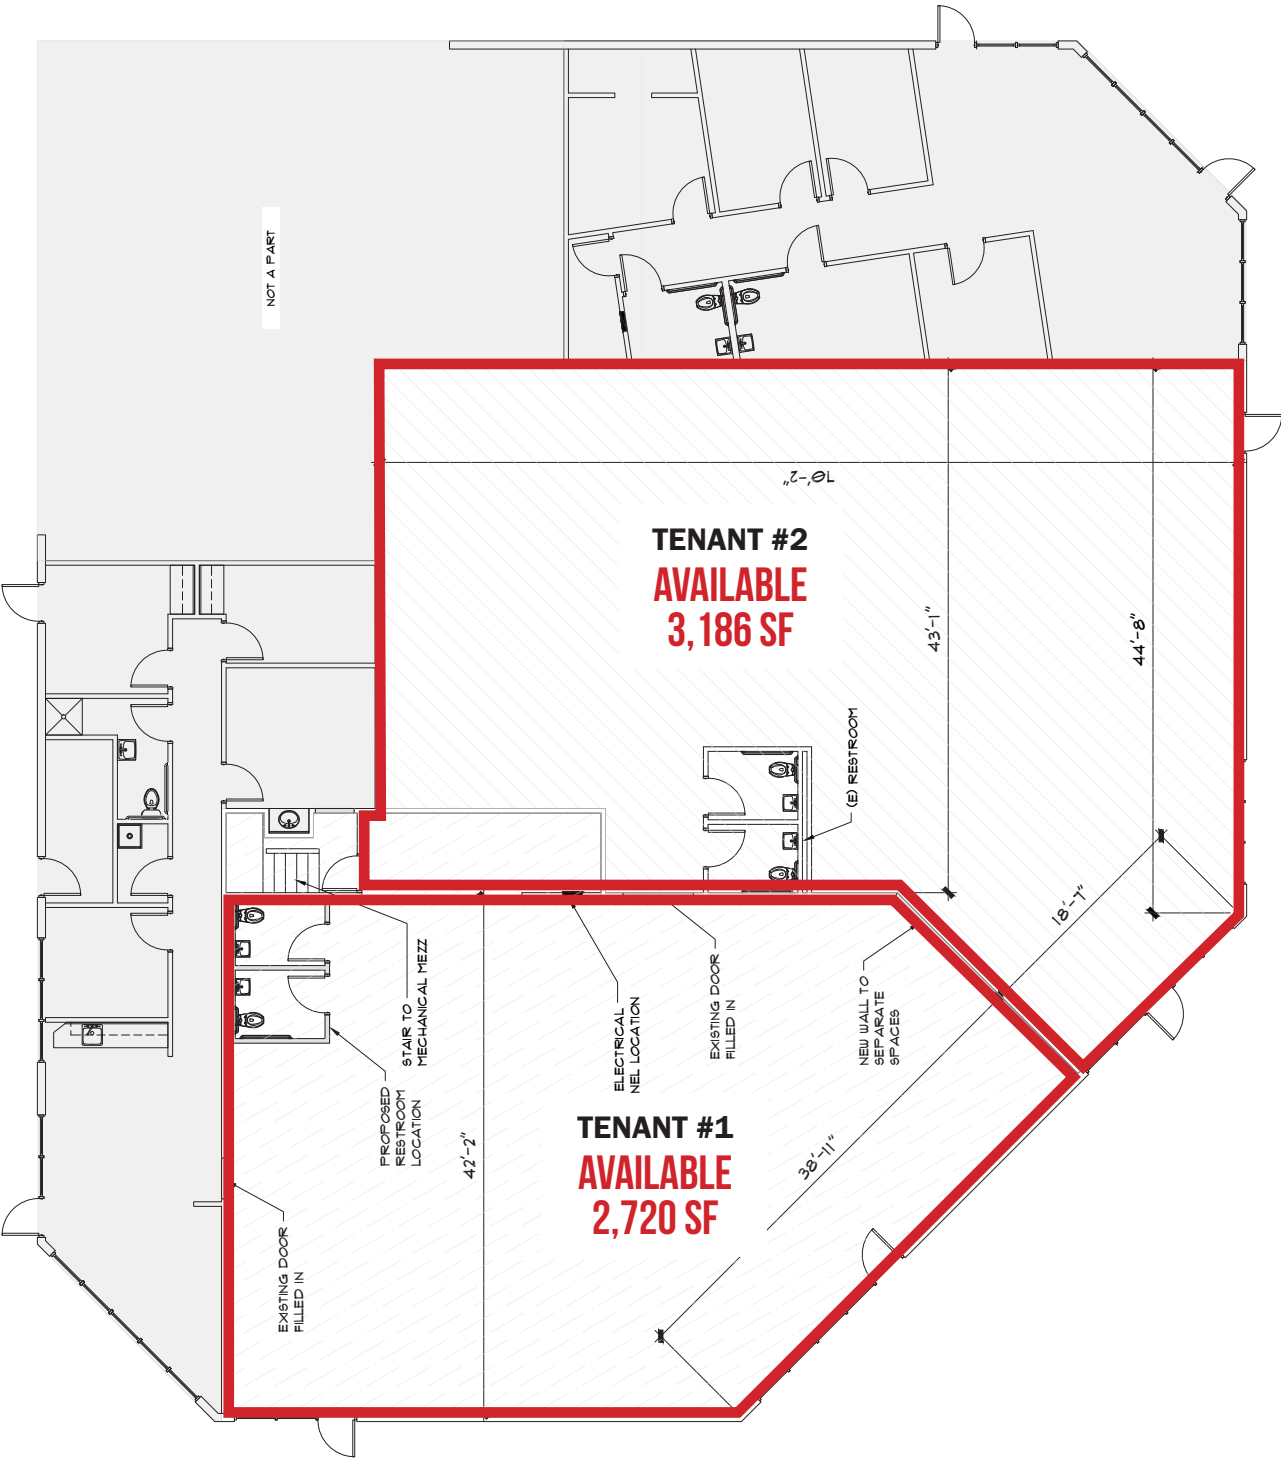 NOT A PART
70'-2"
TENANT #2
AVAILABLE
3,186 SF
43'-1"
44'-8"
(E) RESTROOM
18'-7"
STAIR TO
MECHANICAL MEZZ
ELECTRICAL
NEL LOCATION
EXISTING DOOR
FILLED IN
NEW WALL TO
SEPARATE
SPACES
PROPOSED
RESTROOM
LOCATION
42'-2"
TENANT #1
AVAILABLE
2,720 SF
38'-11"
EXISTING DOOR
FILLED IN